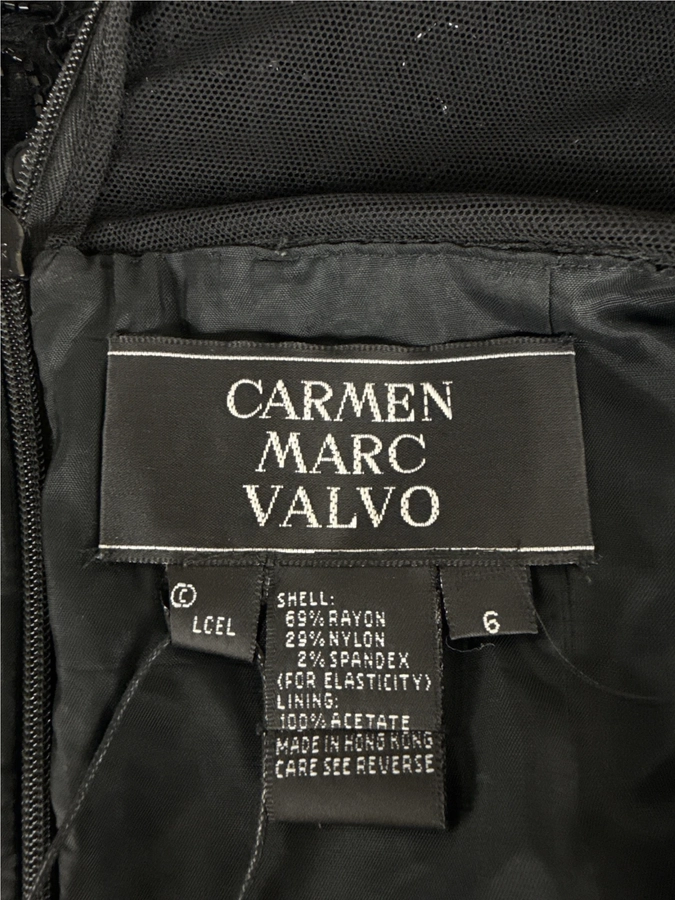 CARMEN
MARC
VALVO
©
LCEL
SHELL:
69% RAYON
29% NYLON
2% SPANDEX
(FOR ELASTICITY)
LINING:
100% ACETATE
MADE IN HONG KONG
CARE SEE REVERSE
6